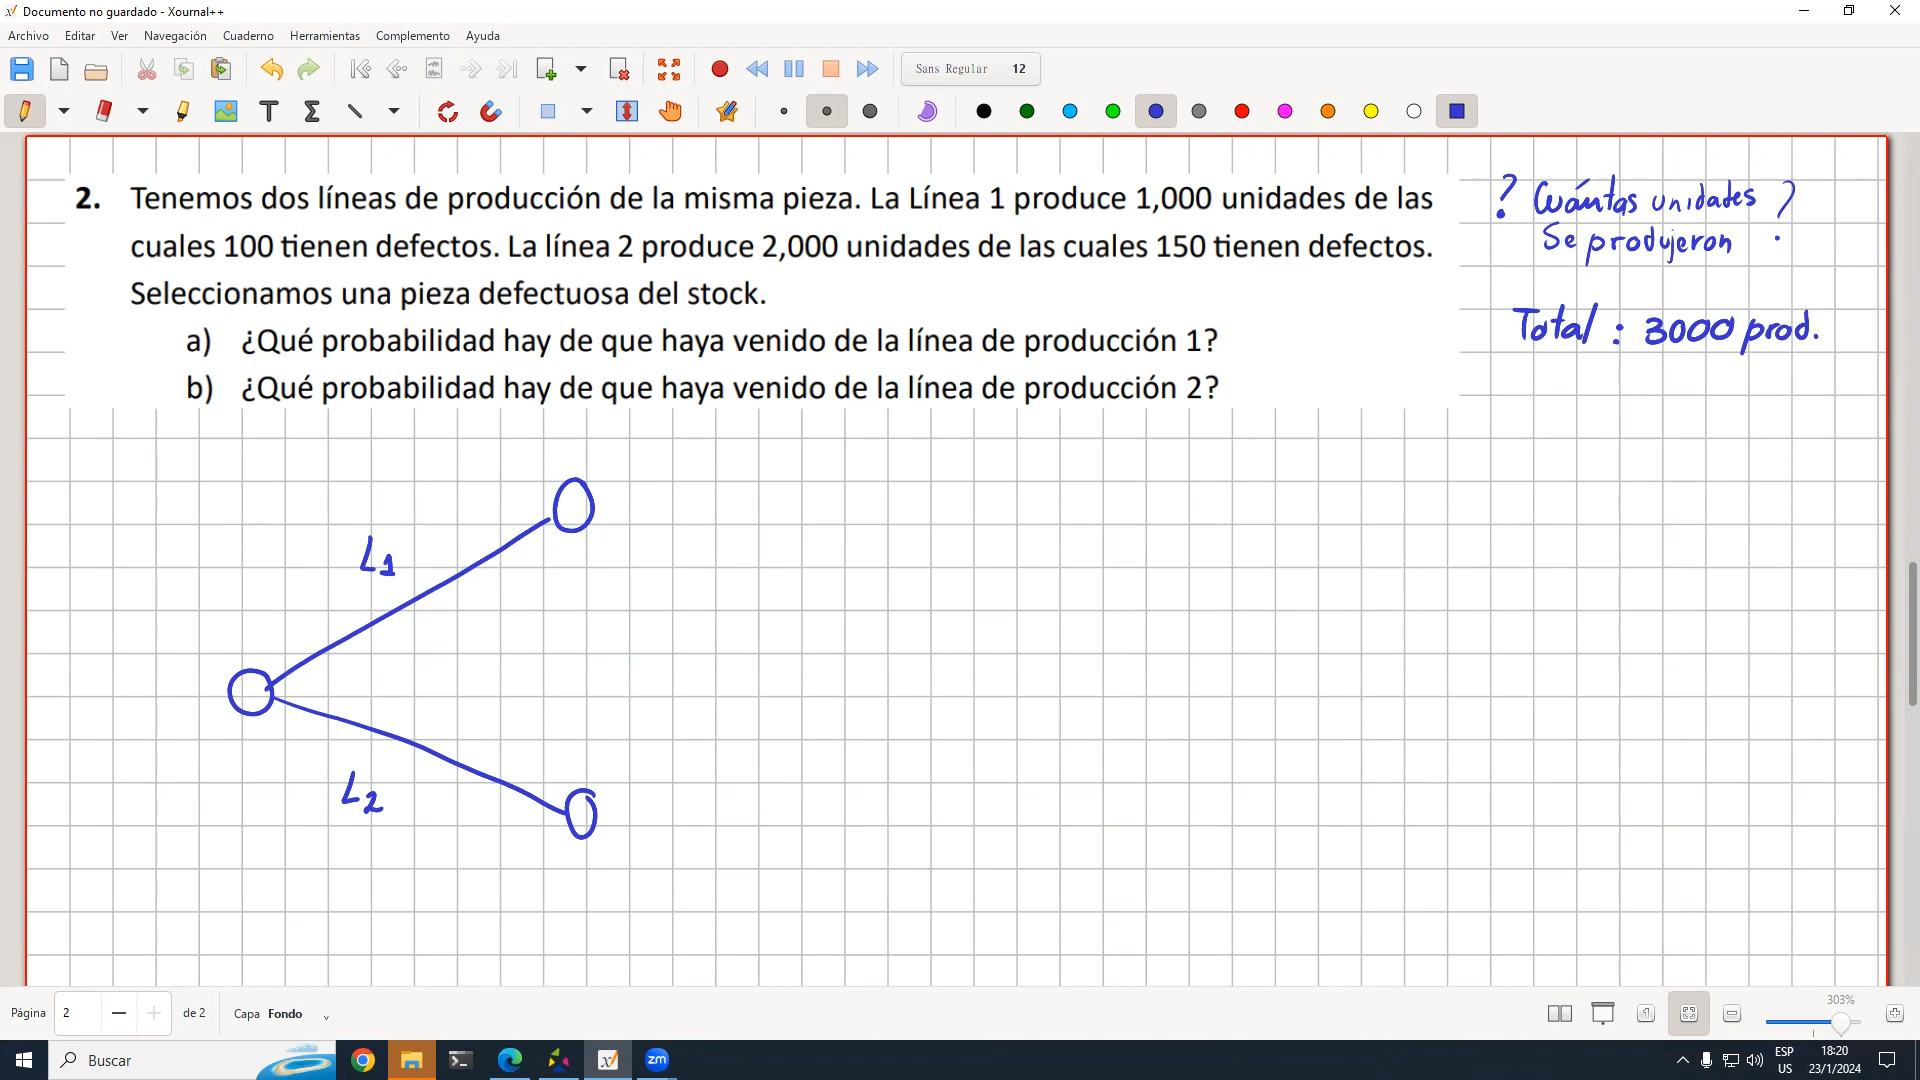 Documento no guardado - Xournal++
Archivo Editar Ver Navegación Cuaderno Herramientas Complemento Ayuda
Sans Regular 12
2. Tenemos dos líneas de producción de la misma pieza. La Línea 1 produce 1,000 unidades de las
cuales 100 tienen defectos. La línea 2 produce 2,000 unidades de las cuales 150 tienen defectos.
Seleccionamos una pieza defectuosa del stock.
a) ¿Qué probabilidad hay de que haya venido de la línea de producción 1?
b) ¿Qué probabilidad hay de que haya venido de la línea de producción 2?
? Cuántas unidades ?
Se produjeron
Total : 3000 prod.
L1
L2
Página 2 de 2 Capa Fondo
303%
Buscar
zm
ESP
US
18:20
23/1/2024